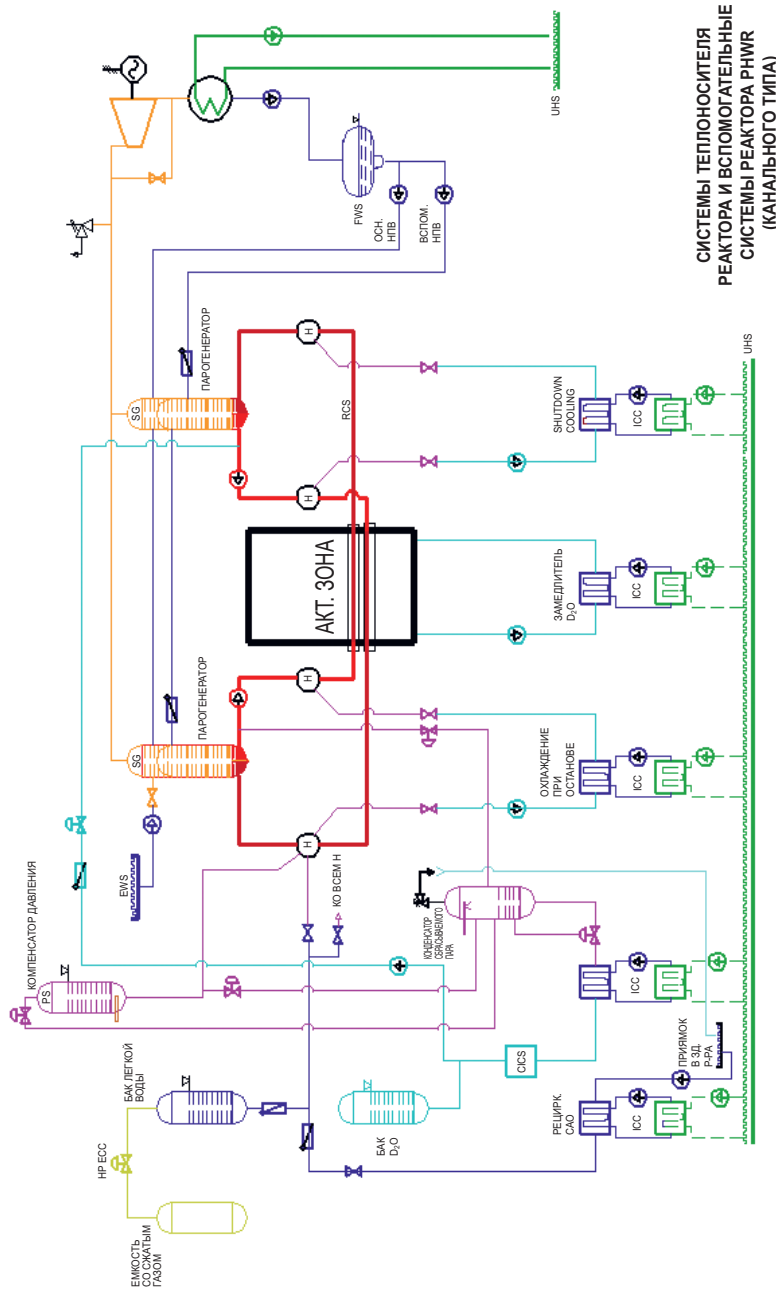 СИСТЕМЫ ТЕПЛОНОСИТЕЛЯ
РЕАКТОРА И ВСПОМОГАТЕЛЬНЫЕ
СИСТЕМЫ РЕАКТОРА PHWR
(КАНАЛЬНОГО ТИПА)
ЕМКОСТЬ
СО СЖАТЫМ
ГАЗОМ
HP ECC
БАК ЛЕГКОЙ
ВОДЫ
PS
КОМПЕНСАТОР ДАВЛЕНИЯ
EWS
SG
ПАРОГЕНЕРАТОР
SG
ПАРОГЕНЕРАТОР
FWS
ОСН.
НПВ
ВСПОМ.
НПВ
UHS
H
H
H
H
RCS
АКТ. ЗОНА
КО ВСЕМ H
КОНДЕНСАТОР
СБРАСЫВАЕМОГО
ПАРА
БАК
D₂O
CICS
ПРИЯМОК
В ЗД.
Р-РА
РЕЦИРК.
САО
ICC
ICC
ОХЛАЖДЕНИЕ
ПРИ
ОСТАНОВЕ
ICC
ЗАМЕДЛИТЕЛЬ
D₂O
ICC
SHUTDOWN
COOLING
ICC
UHS